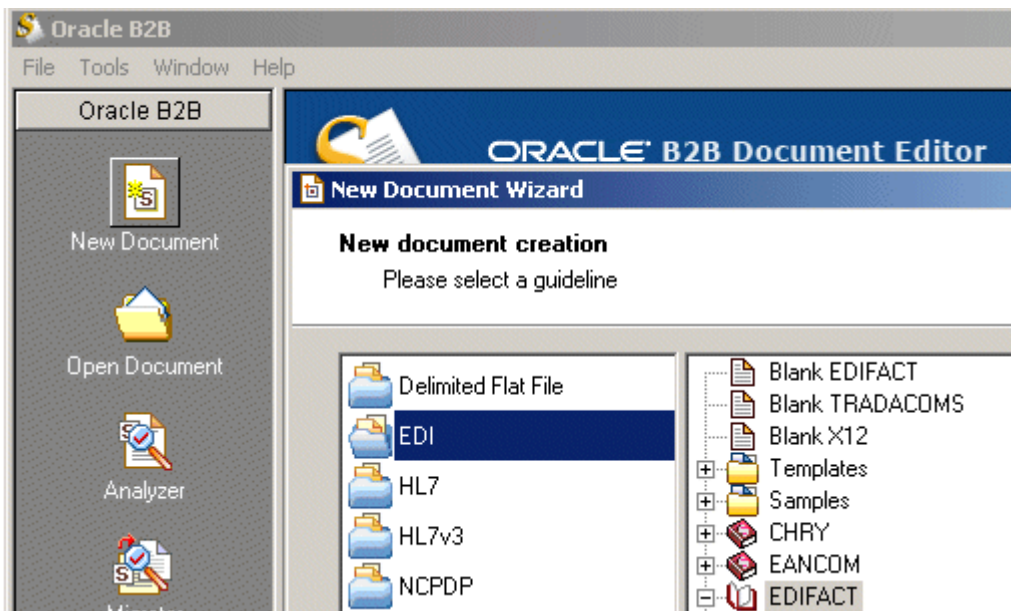 Oracle B2B
File Tools Window Help
Oracle B2B
New Document
Open Document
Analyzer
ORACLE' B2B Document Editor
New Document Wizard
New document creation
Please select a guideline
Delimited Flat File
EDI
HL7
HL7v3
NCPDP
Blank EDIFACT
Blank TRADACOMS
Blank X12
Templates
Samples
CHRY
EANCOM
EDIFACT